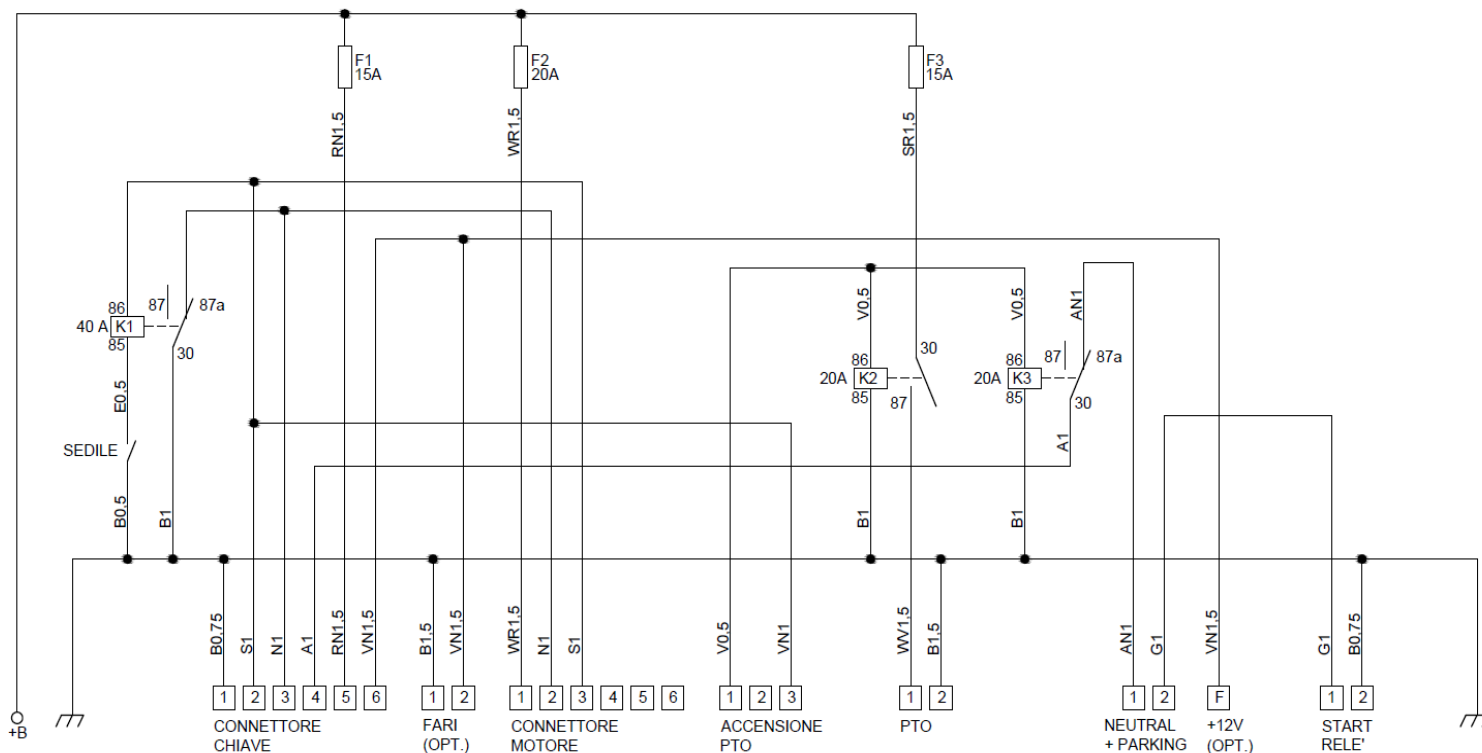 F1
15A
F2
20A
F3
15A
RN1,5
WR1,5
SR1,5
86
87
87a
40 A
K1
85
30
E0,5
SEDILE
B0,5
B1
V0,5
V0,5
AN1
30
86
20A
K2
85
87
86
87
87a
20A
K3
85
30
A1
B1
B1
B0,75
S1
N1
A1
RN1,5
VN1,5
B1,5
VN1,5
WR1,5
N1
S1
V0,5
VN1
WV1,5
B1,5
AN1
G1
VN1,5
G1
B0,75
1 2 3 4 5 6
1 2
1 2 3 4 5 6
1 2 3
1 2
1 2
F
1 2
+B
CONNETTORE
CHIAVE
FARI
(OPT.)
CONNETTORE
MOTORE
ACCENSIONE
PTO
PTO
NEUTRAL
+ PARKING
+12V
(OPT.)
START
RELE'